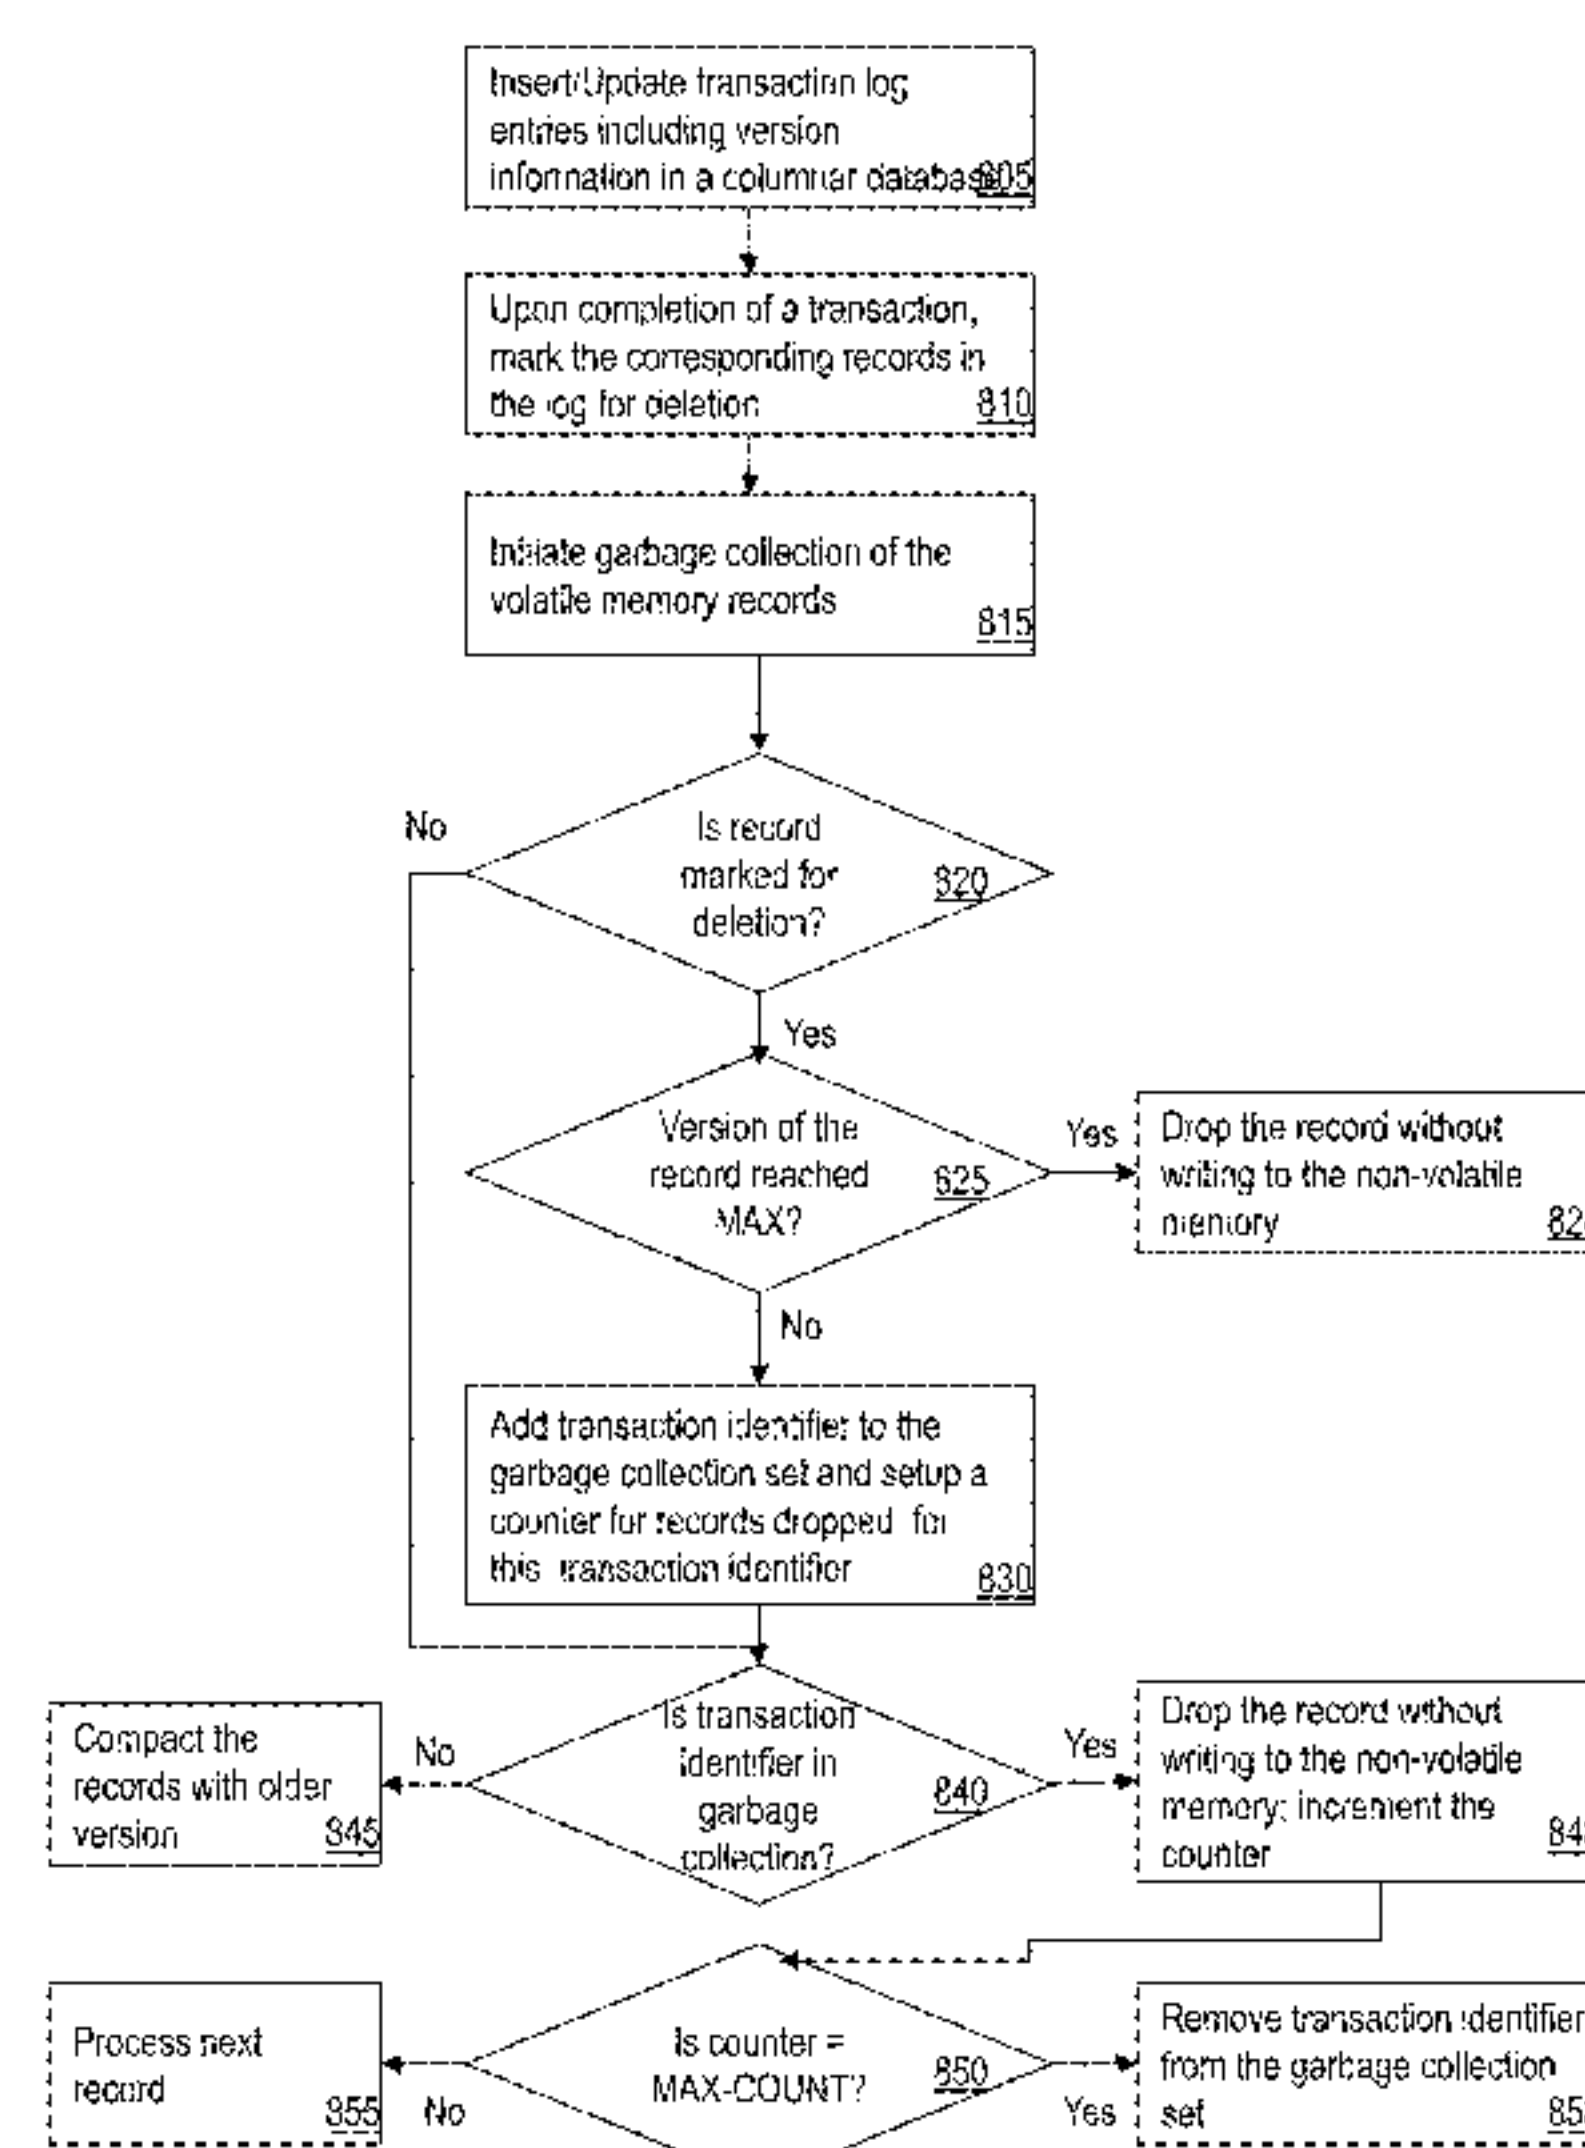 Insert/Update transaction log
entries including version
information in a columnar database 805
Upon completion of a transaction,
mark the corresponding records in
the log for deletion 810
Initiate garbage collection of the
volatile memory records
815
No
Is record
marked for 820
deletion?
Yes
Version of the
record reached 825
MAX?
Yes
Drop the record without
writing to the non-volatile
memory
No
Add transaction identifier to the
garbage collection set and setup a
counter for records dropped for
this transaction identifier 830
Compact the
records with older
version 845
No
Is transaction
identifier in
garbage 840
collection?
Yes
Drop the record without
writing to the non-volatile
memory; increment the
counter
Process next
record
855
No
Is counter =
MAX-COUNT? 850
Yes
Remove transaction identifier
from the garbage collection
set